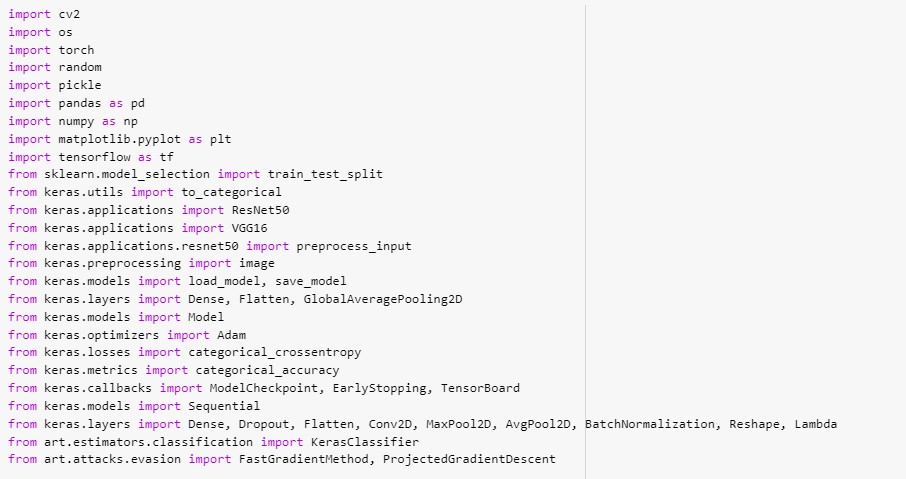 import cv2
import os
import torch
import random
import pickle
import pandas as pd
import numpy as np
import matplotlib.pyplot as plt
import tensorflow as tf
from sklearn.model_selection import train_test_split
from keras.utils import to_categorical
from keras.applications import ResNet50
from keras.applications import VGG16
from keras.applications.resnet50 import preprocess_input
from keras.preprocessing import image
from keras.models import load_model, save_model
from keras.layers import Dense, Flatten, GlobalAveragePooling2D
from keras.models import Model
from keras.optimizers import Adam
from keras.losses import categorical_crossentropy
from keras.metrics import categorical_accuracy
from keras.callbacks import ModelCheckpoint, EarlyStopping, TensorBoard
from keras.models import Sequential
from keras.layers import Dense, Dropout, Flatten, Conv2D, MaxPool2D, AvgPool2D, BatchNormalization, Reshape, Lambda
from art.estimators.classification import KerasClassifier
from art.attacks.evasion import FastGradientMethod, ProjectedGradientDescent